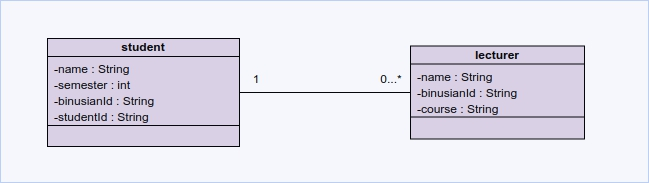 student
-name : String
-semester : int
-binusianId : String
-studentId : String
1
0...*
lecturer
-name : String
-binusianId : String
-course : String